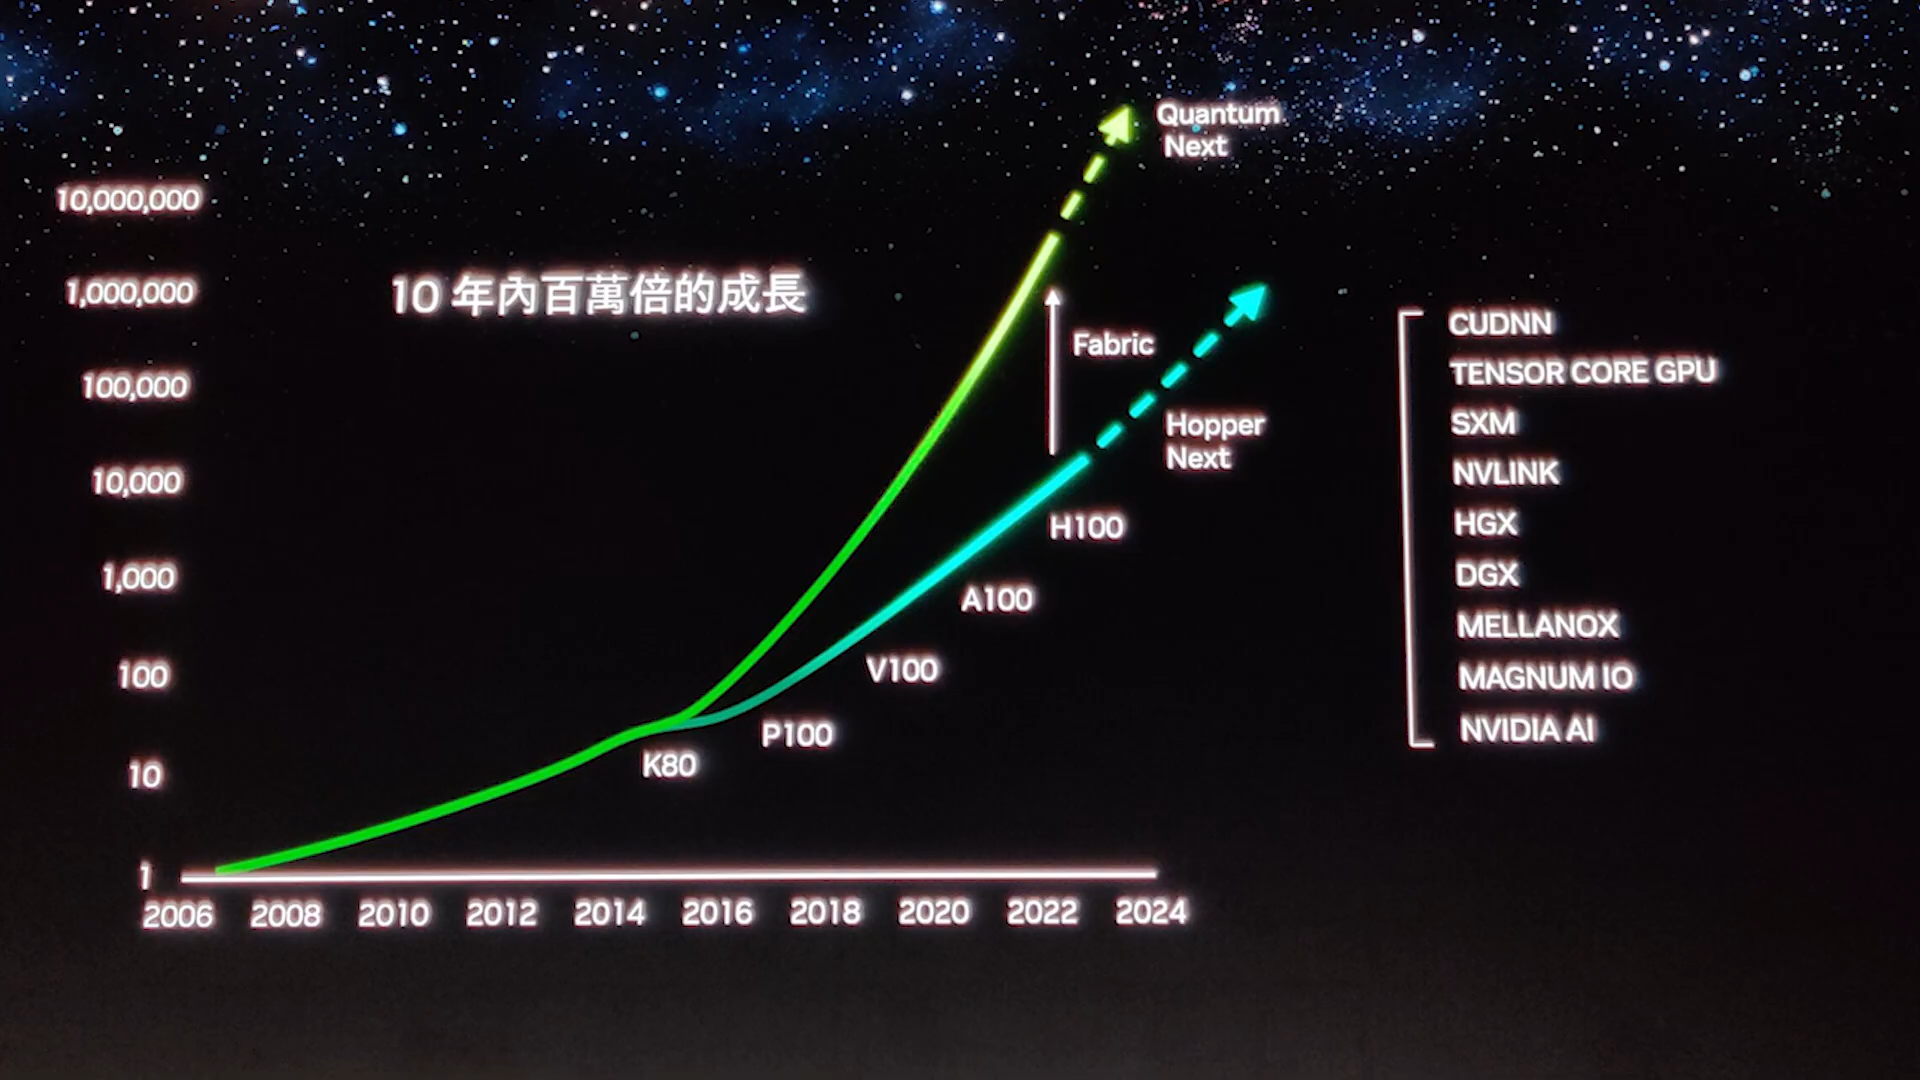 Quantum
Next
10,000,000
1,000,000
10 年內百萬倍的成長
Fabric
100,000
Hopper
Next
10,000
H100
1,000
A100
100
V100
P100
K80
10
1
2006 2008 2010 2012 2014 2016 2018 2020 2022 2024
CUDNN
TENSOR CORE GPU
SXM
NVLINK
HGX
DGX
MELLANOX
MAGNUM IO
NVIDIA AI